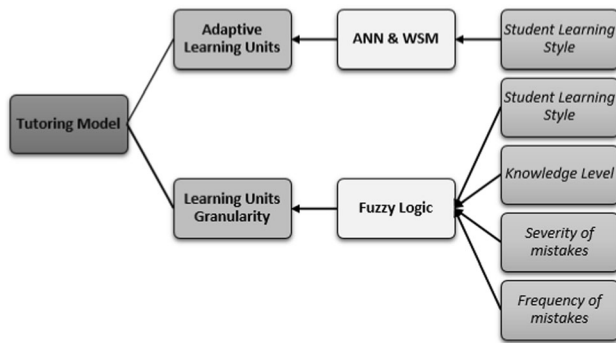 Tutoring Model
Adaptive
Learning Units
ANN & WSM
Student Learning
Style
Learning Units
Granularity
Fuzzy Logic
Student Learning
Style
Knowledge Level
Severity of
mistakes
Frequency of
mistakes